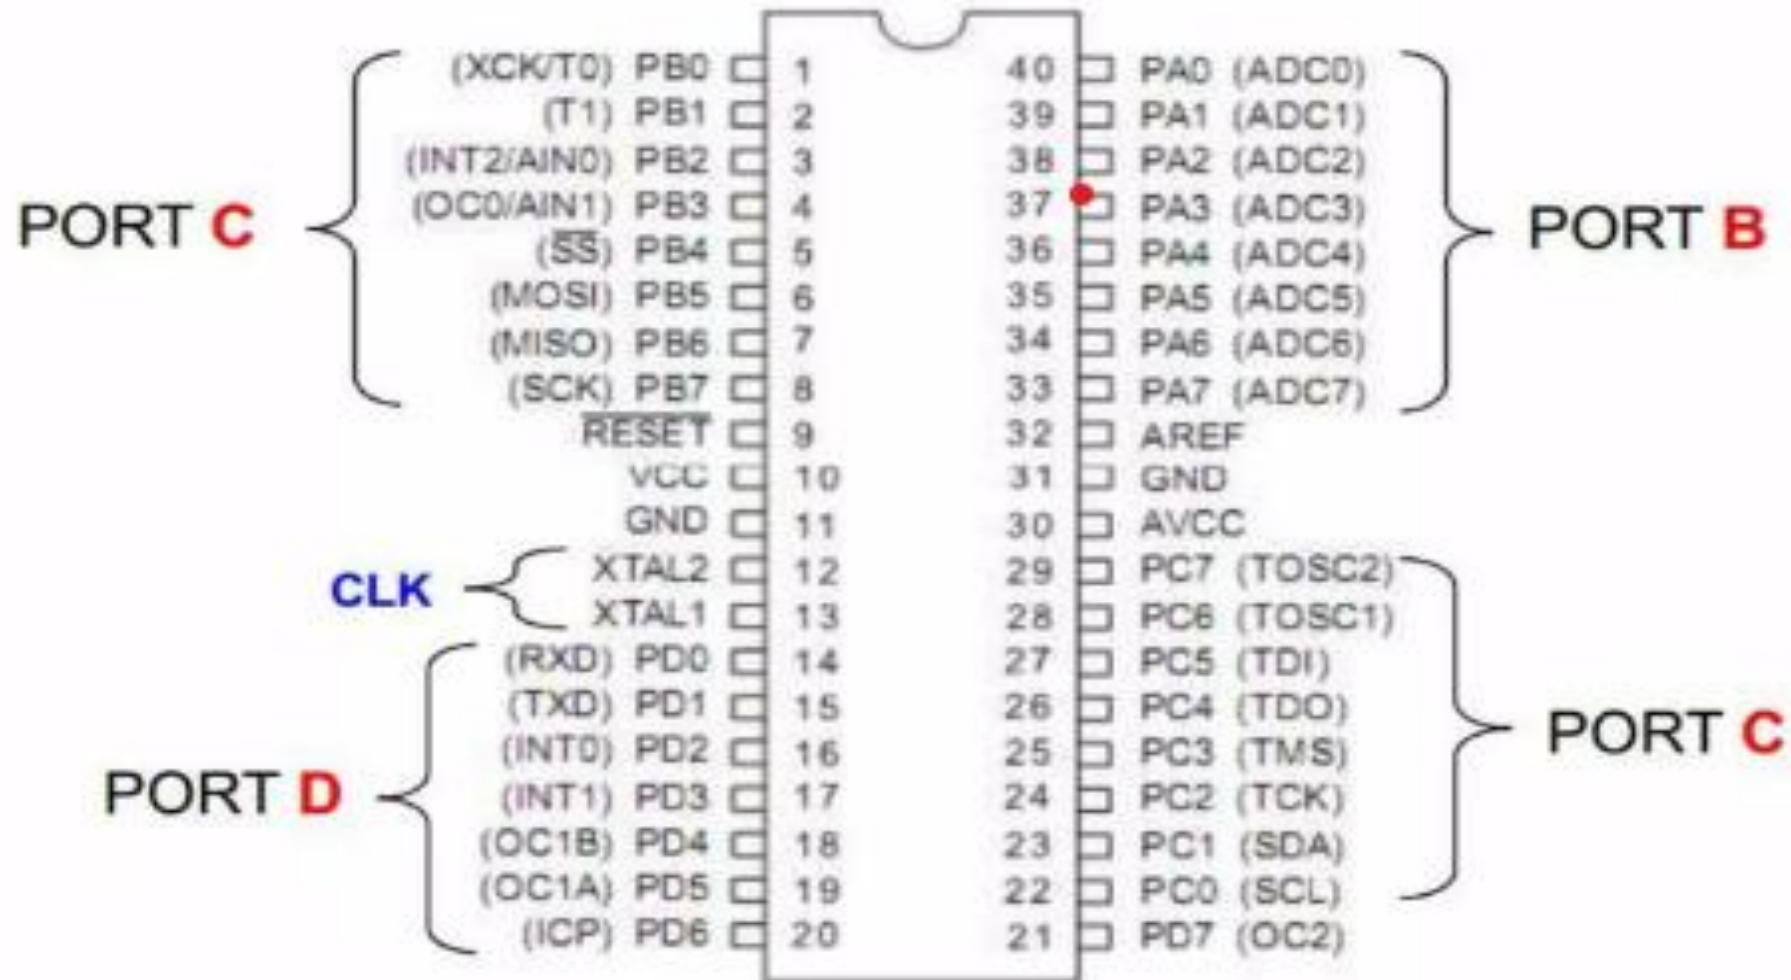 (XCK/T0) PB0 1 40 PA0 (ADC0)
(T1) PB1 2 39 PA1 (ADC1)
(INT2/AIN0) PB2 3 38 PA2 (ADC2)
(OC0/AIN1) PB3 4 37 PA3 (ADC3)
PORT C PORT B
(SS) PB4 5 36 PA4 (ADC4)
(MOSI) PB5 6 35 PA5 (ADC5)
(MISO) PB6 7 34 PA6 (ADC6)
(SCK) PB7 8 33 PA7 (ADC7)
RESET 9 32 AREF
VCC 10 31 GND
GND 11 30 AVCC
XTAL2 12 29 PC7 (TOSC2)
CLK
XTAL1 13 28 PC6 (TOSC1)
(RXD) PD0 14 27 PC5 (TDI)
(TXD) PD1 15 26 PC4 (TDO)
PORT C
(INT0) PD2 16 25 PC3 (TMS)
PORT D
(INT1) PD3 17 24 PC2 (TCK)
(OC1B) PD4 18 23 PC1 (SDA)
(OC1A) PD5 19 22 PC0 (SCL)
(ICP) PD6 20 21 PD7 (OC2)